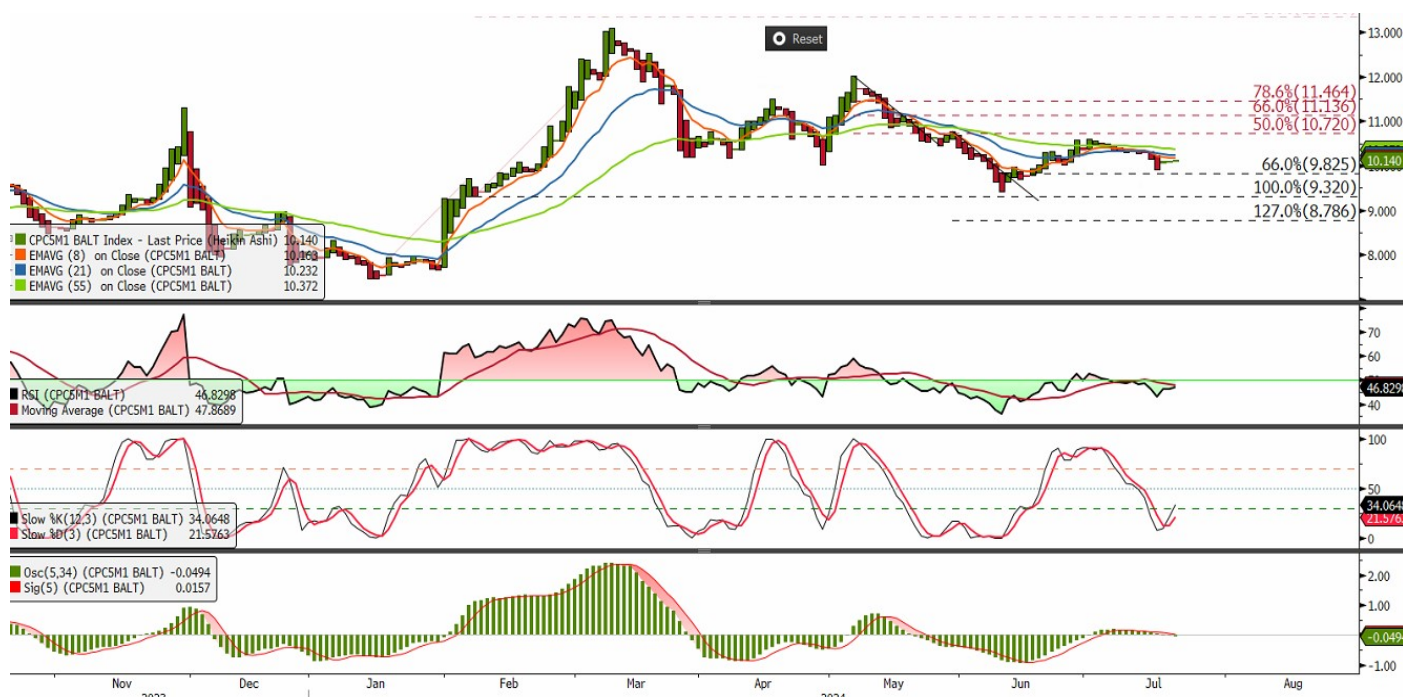 Reset
13.000
12.000
11.000
10.140
9.000
8.000
78.6%(11.464)
66.0%(11.136)
50.0%(10.720)
66.0%(9.825)
100.0%(9.320)
127.0%(8.786)
CPC5M1 BALT Index - Last Price (Heikin Ashi) 10.140
EMAVG (8) on Close (CPC5M1 BALT) 10.163
EMAVG (21) on Close (CPC5M1 BALT) 10.232
EMAVG (55) on Close (CPC5M1 BALT) 10.372
70
60
46.8298
40
RSI (CPC5M1 BALT) 46.8298
Moving Average (CPC5M1 BALT) 47.8689
100
50
34.0648
21.5763
0
Slow %K(12,3) (CPC5M1 BALT) 34.0648
Slow %D(3) (CPC5M1 BALT) 21.5763
Osc(5,34) (CPC5M1 BALT) -0.0494
Sig(5) (CPC5M1 BALT) 0.0157
2.00
1.00
-0.0494
-1.00
Nov Dec Jan Feb Mar Apr May Jun Jul Aug